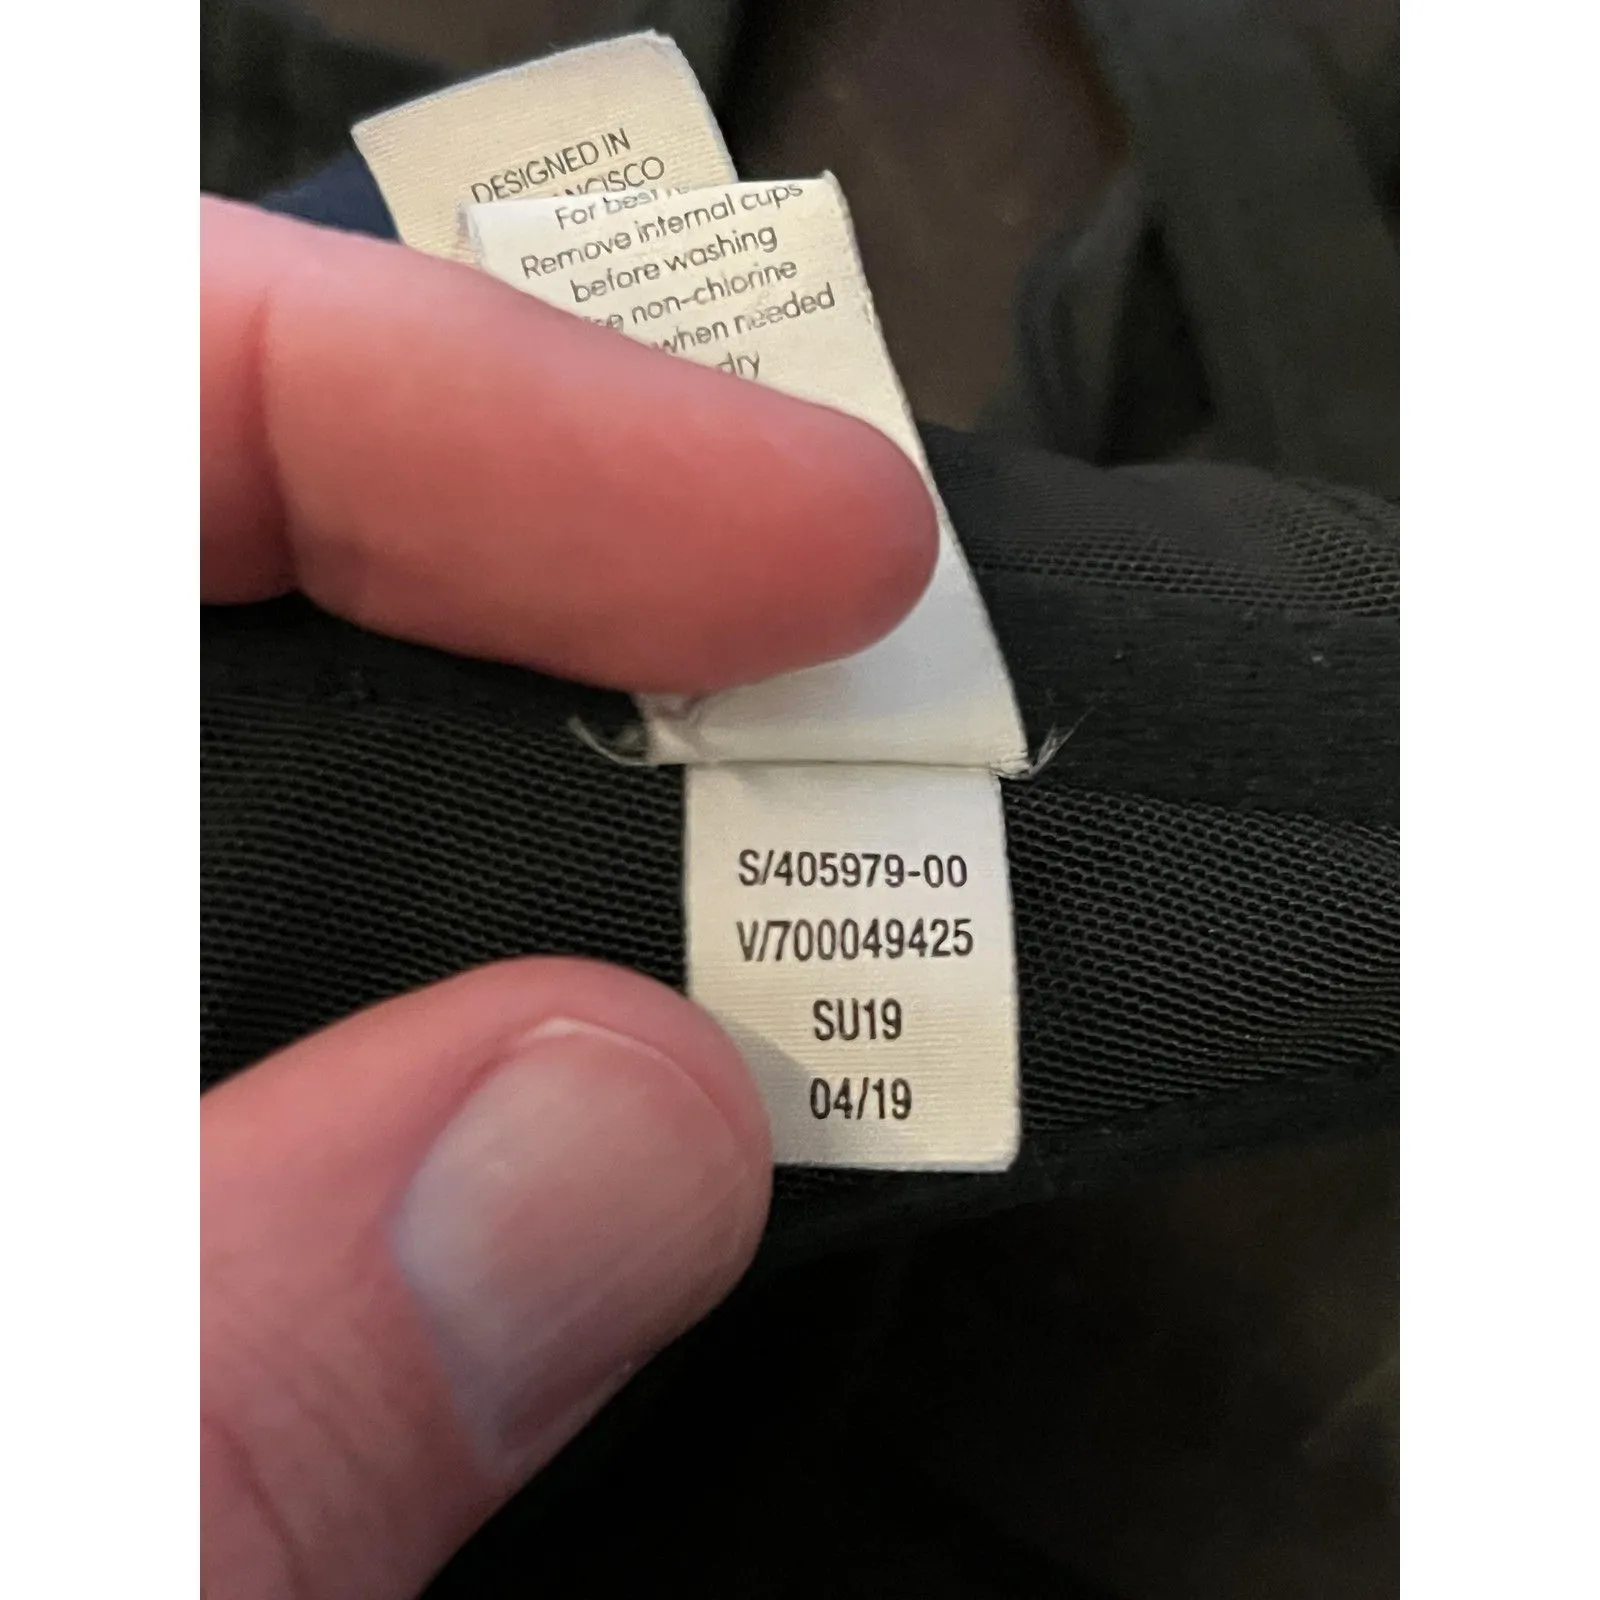 DESIGNED IN
For best
Remove internal cups
before washing
non-chlorine
when needed
dry
S/405979-00
V/700049425
SU19
04/19